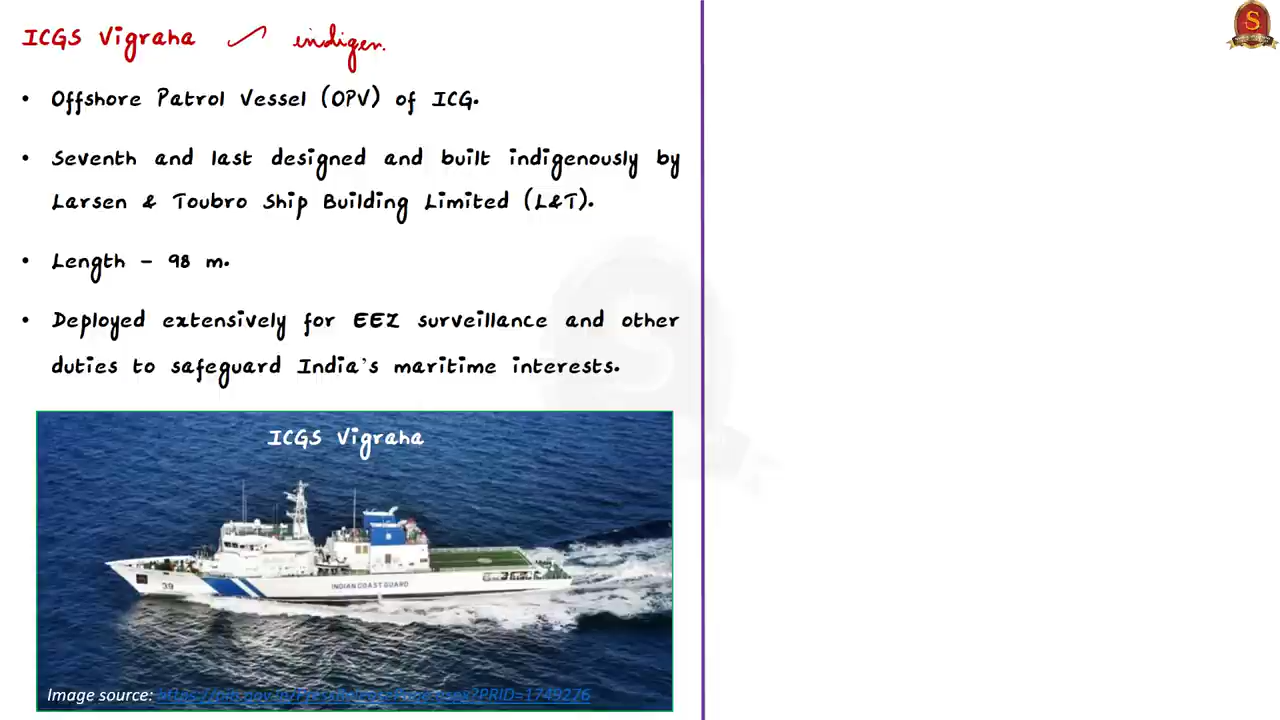 ICGS Vigraha indigen.
• Offshore Patrol Vessel (OPV) of ICG.
• Seventh and last designed and built indigenously by
Larsen & Toubro Ship Building Limited (L&T).
• Length - 98 m.
• Deployed extensively for EEZ surveillance and other
duties to safeguard India's maritime interests.
ICGS Vigraha
39
INDIAN COAST GUARD
Image source: PRID=1749226
S